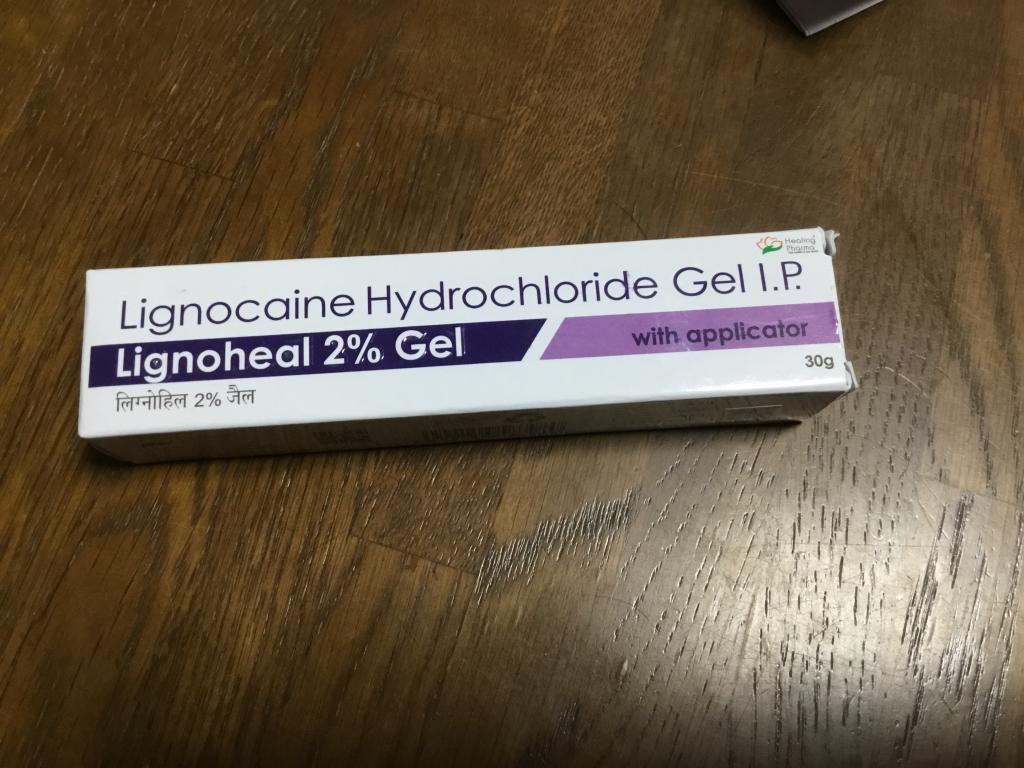 Healing
Pharma
Lignocaine Hydrochloride Gel I.P.
Lignoheal 2% Gel
with applicator
लिग्नोहिल 2% जैल
30g